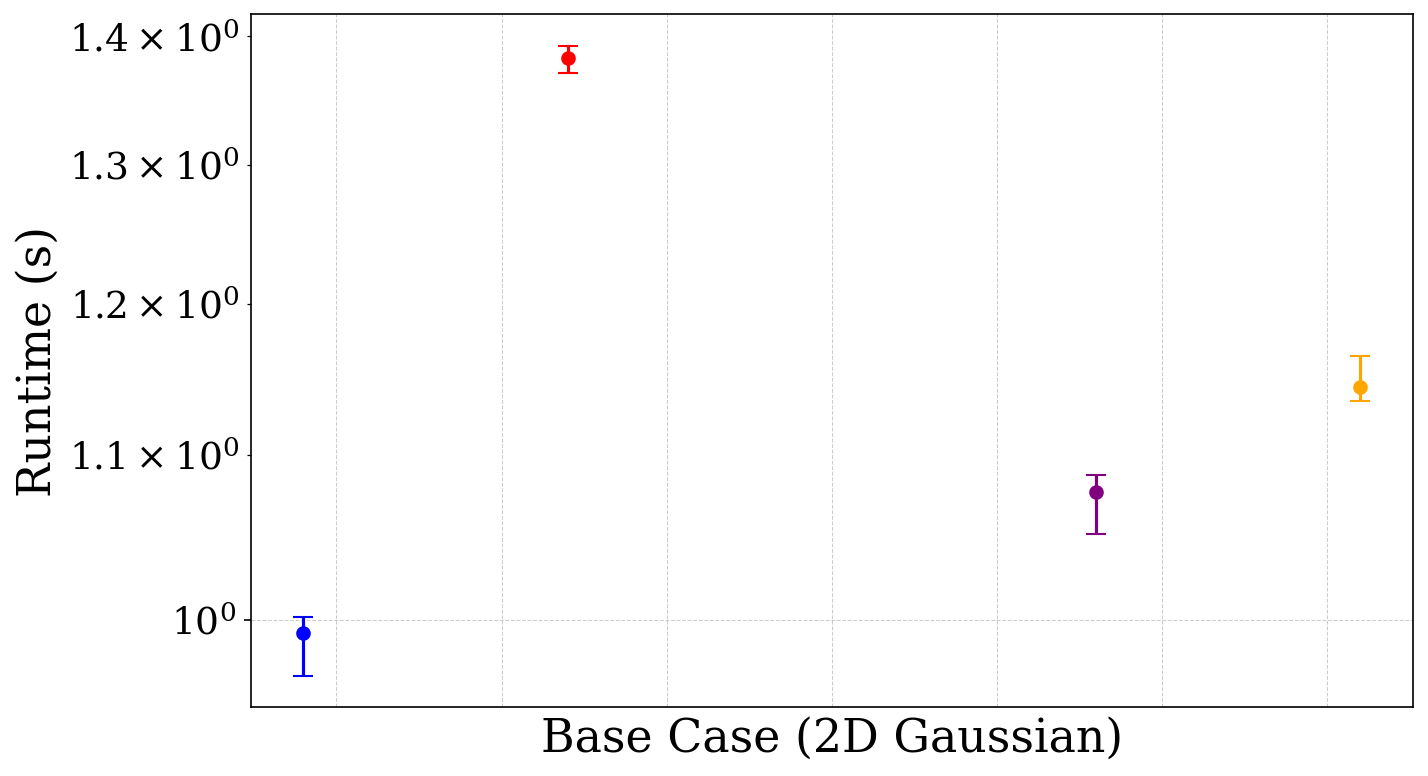 1.4 × 10⁰
1.3 × 10⁰
1.2 × 10⁰
1.1 × 10⁰
10⁰
Runtime (s)
Base Case (2D Gaussian)